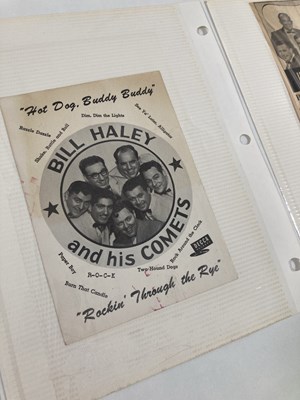 "Hot Dog, Buddy Buddy"
Dim, Dim the Lights
Razzle Dazzle
See Ya' Later, Alligator
Shake, Rattle and Roll
BILL HALEY
and his COMETS
Rock Around the Clock
DECCA
Paper Boy
Two-Hound Dogs
R-O-C-K
Burn That Candle
"Rockin' Through the Rye"